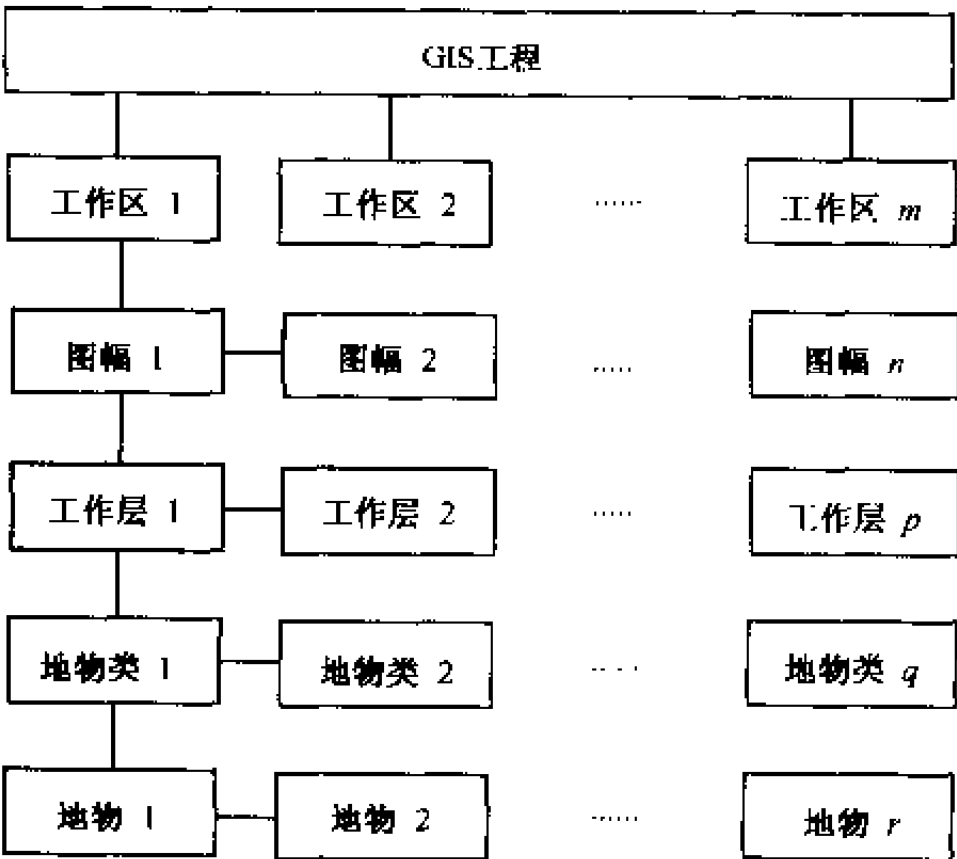 GIS工程
工作区 1 工作区 2 ...... 工作区 m
图幅 1 图幅 2 ..... 图幅 n
工作层 1 工作层 2 ..... 工作层 p
地物类 1 地物类 2 ..... 地物类 q
地物 1 地物 2 ...... 地物 r